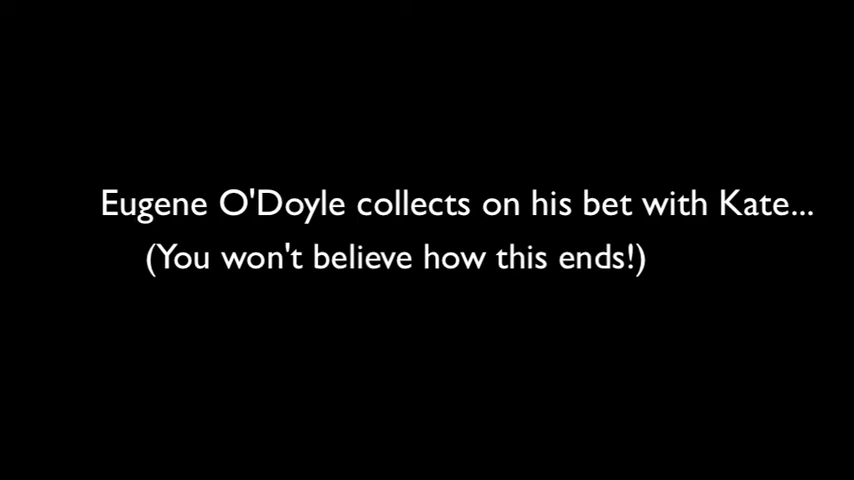 Eugene O'Doyle collects on his bet with Kate...
(You won't believe how this ends!)